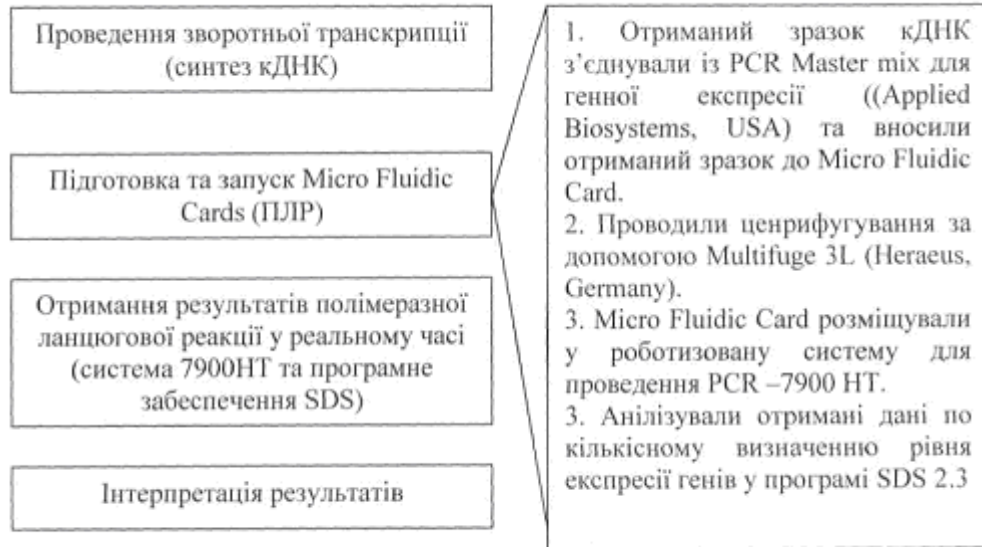 Проведення зворотньої транскрипції
(синтез кДНК)
Підготовка та запуск Micro Fluidic
Cards (ПЛР)
Отримання результатів полімеразної
ланцюгової реакції у реальному часі
(система 7900HT та програмне
забеспечення SDS)
Інтерпретація результатів
1. Отриманий зразок кДНК
з’єднували із PCR Master mix для
генної експресії ((Applied
Biosystems, USA) та вносили
отриманий зразок до Micro Fluidic
Card.
2. Проводили ценрифугування за
допомогою Multifuge 3L (Heraeus,
Germany).
3. Micro Fluidic Card розміщували
у роботизовану систему для
проведення PCR –7900 HT.
3. Анілізували отримані дані по
кількісному визначенню рівня
експресії генів у програмі SDS 2.3